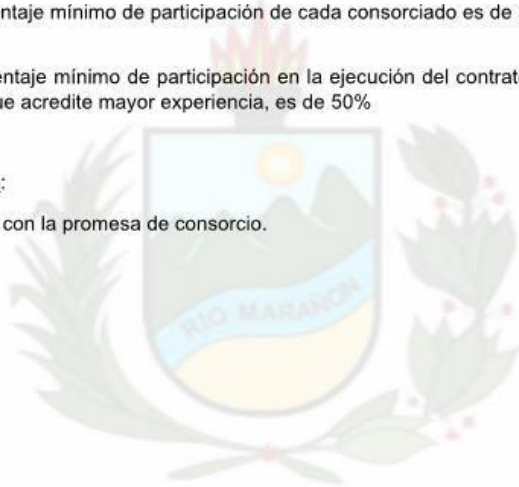 ntaje mínimo de participación de cada consorciado es de
entaje mínimo de participación en la ejecución del contrat
ue acredite mayor experiencia, es de 50%
:
con la promesa de consorcio.
RIO MARAÑON